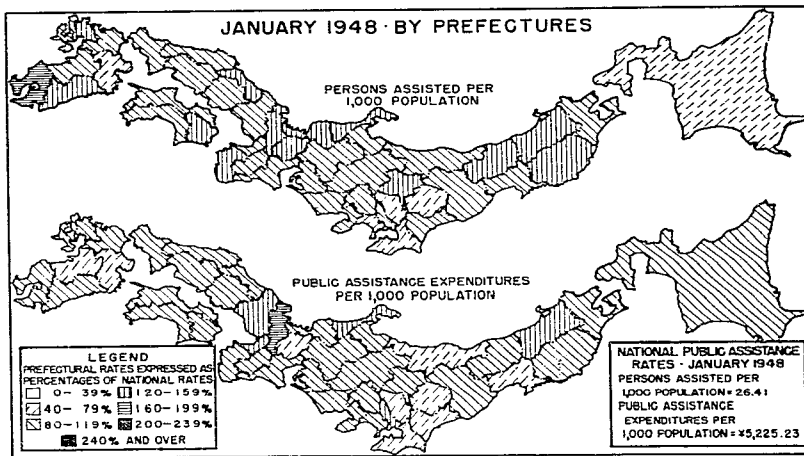 JANUARY 1948 · BY PREFECTURES
PERSONS ASSISTED PER
1,000 POPULATION
PUBLIC ASSISTANCE EXPENDITURES
PER 1,000 POPULATION
LEGEND
PREFECTURAL RATES EXPRESSED AS
PERCENTAGES OF NATIONAL RATES
0 - 39% 120-159%
40 - 79% 160-199%
80-119% 200-239%
240% AND OVER
NATIONAL PUBLIC ASSISTANCE
RATES - JANUARY 1948
PERSONS ASSISTED PER
1,000 POPULATION = 26.41
PUBLIC ASSISTANCE
EXPENDITURES PER
1,000 POPULATION = ¥5,225.23